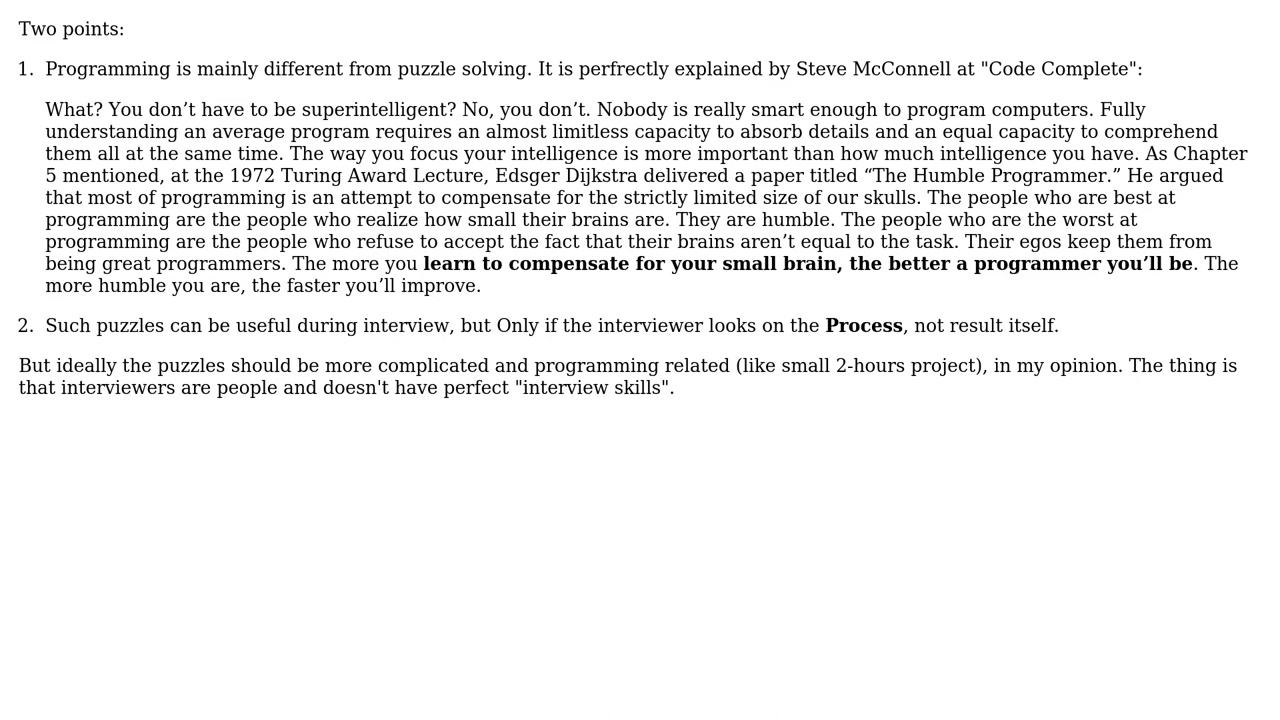 Two points:
1. Programming is mainly different from puzzle solving. It is perfrectly explained by Steve McConnell at "Code Complete":
What? You don’t have to be superintelligent? No, you don’t. Nobody is really smart enough to program computers. Fully
understanding an average program requires an almost limitless capacity to absorb details and an equal capacity to comprehend
them all at the same time. The way you focus your intelligence is more important than how much intelligence you have. As Chapter
5 mentioned, at the 1972 Turing Award Lecture, Edsger Dijkstra delivered a paper titled “The Humble Programmer.” He argued
that most of programming is an attempt to compensate for the strictly limited size of our skulls. The people who are best at
programming are the people who realize how small their brains are. They are humble. The people who are the worst at
programming are the people who refuse to accept the fact that their brains aren’t equal to the task. Their egos keep them from
being great programmers. The more you learn to compensate for your small brain, the better a programmer you’ll be. The
more humble you are, the faster you’ll improve.
2. Such puzzles can be useful during interview, but Only if the interviewer looks on the Process, not result itself.
But ideally the puzzles should be more complicated and programming related (like small 2-hours project), in my opinion. The thing is
that interviewers are people and doesn't have perfect "interview skills".